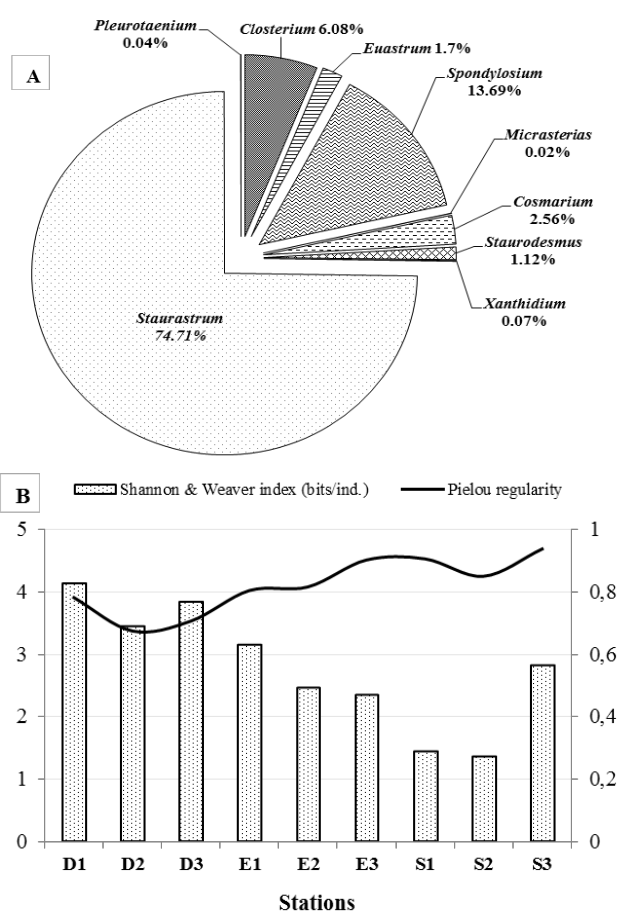 A
Pleurotaenium
0.04%
Closterium 6.08%
Euastrum 1.7%
Spondylosium
13.69%
Micrasterias
0.02%
Cosmarium
2.56%
Staurodesmus
1.12%
Xanthidium
0.07%
Staurastrum
74.71%
B
Shannon & Weaver index (bits/ind.)
Pielou regularity
5
4
3
2
1
0
1
0,8
0,6
0,4
0,2
0
D1 D2 D3 E1 E2 E3 S1 S2 S3
Stations